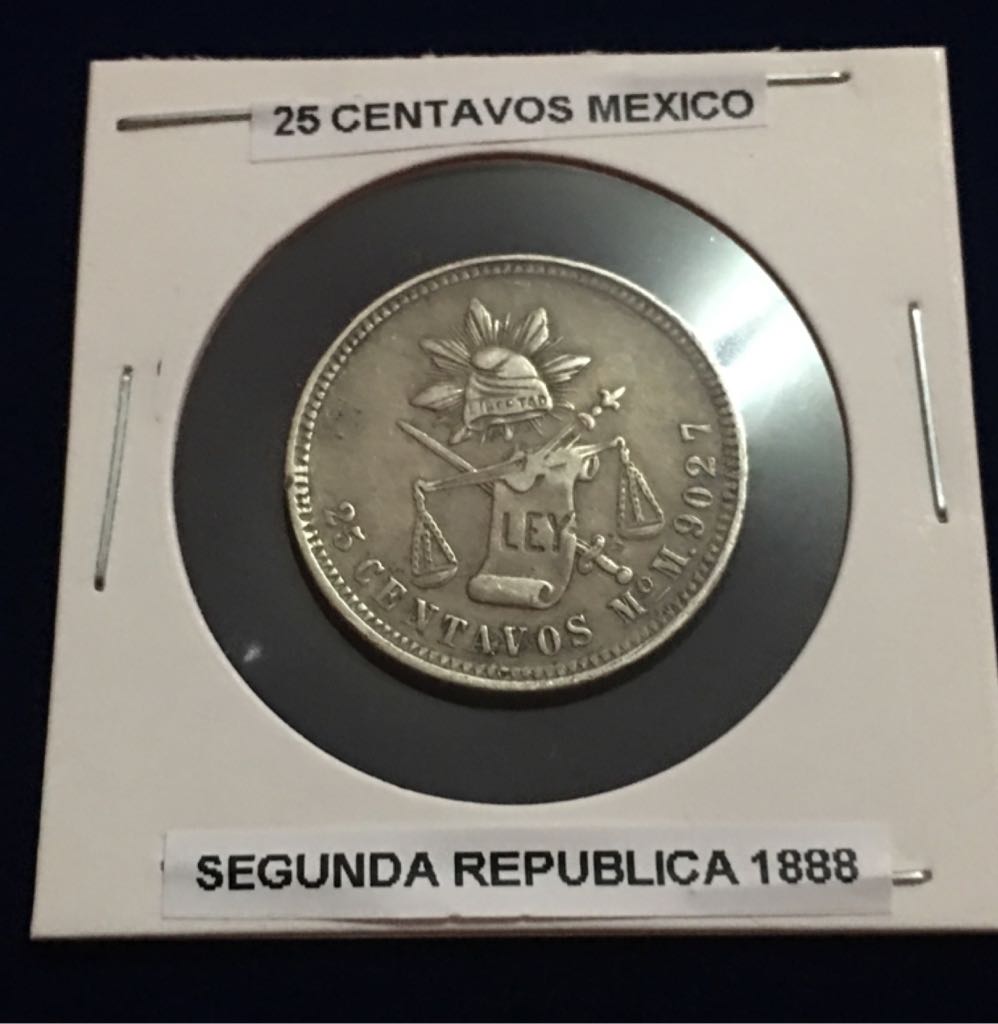 25 CENTAVOS MEXICO
LIBERTAD
LEY
25 CENTAVOS Mº M. 9027
SEGUNDA REPUBLICA 1888